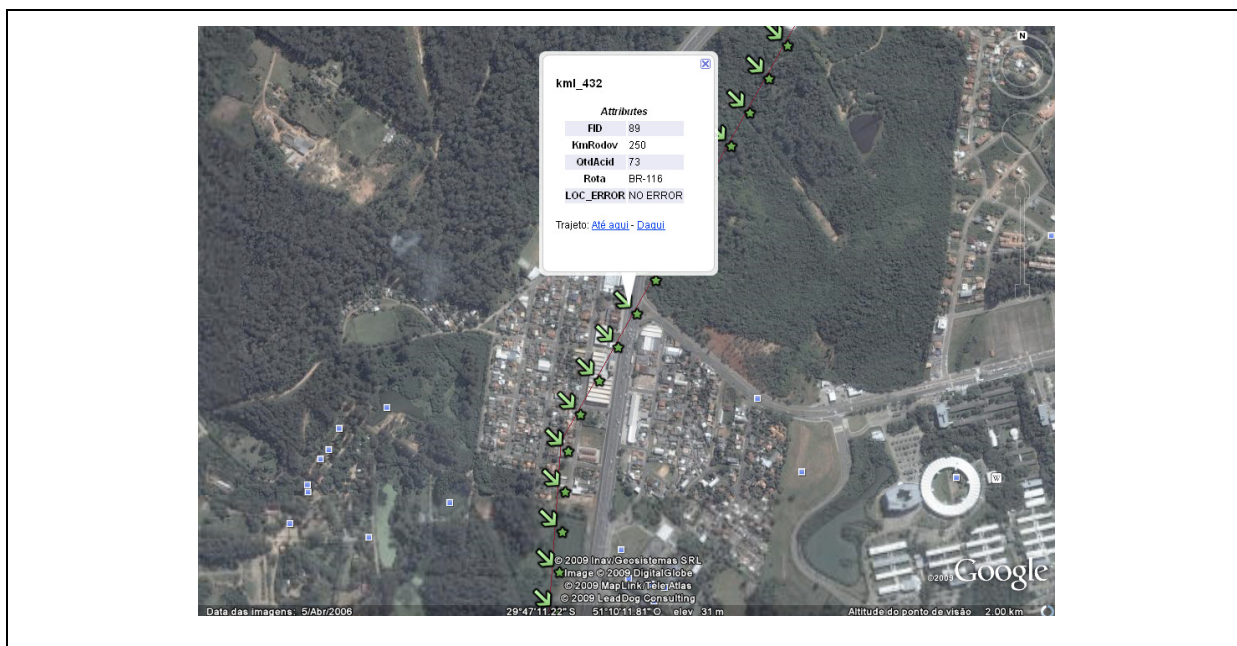 N
kml_432
Attributes
FID 89
KmRodov 250
QtdAcid 73
Rota BR-116
LOC_ERROR NO ERROR
Trajeto: Até aqui - Daqui
W
© 2009 Inav/Geosistemas SRL
Image © 2009 DigitalGlobe
© 2009 MapLink/Tele Atlas
© 2009 LeadDog Consulting
©2009 Google
Data das imagens: 5/Abr/2006 29°47'11.22" S 51°10'11.81" O elev 31 m Altitude do ponto de visão 2.00 km